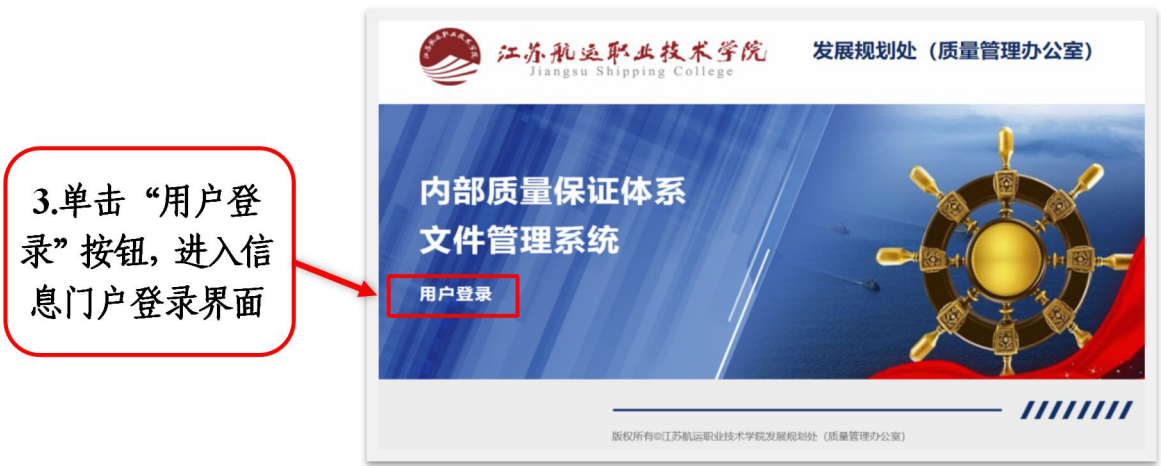 江苏航运职业技术学院
Jiangsu Shipping College
发展规划处（质量管理办公室）
3.单击“用户登
录”按钮，进入信
息门户登录界面
内部质量保证体系
文件管理系统
用户登录
版权所有©江苏航运职业技术学院发展规划处（质量管理办公室）